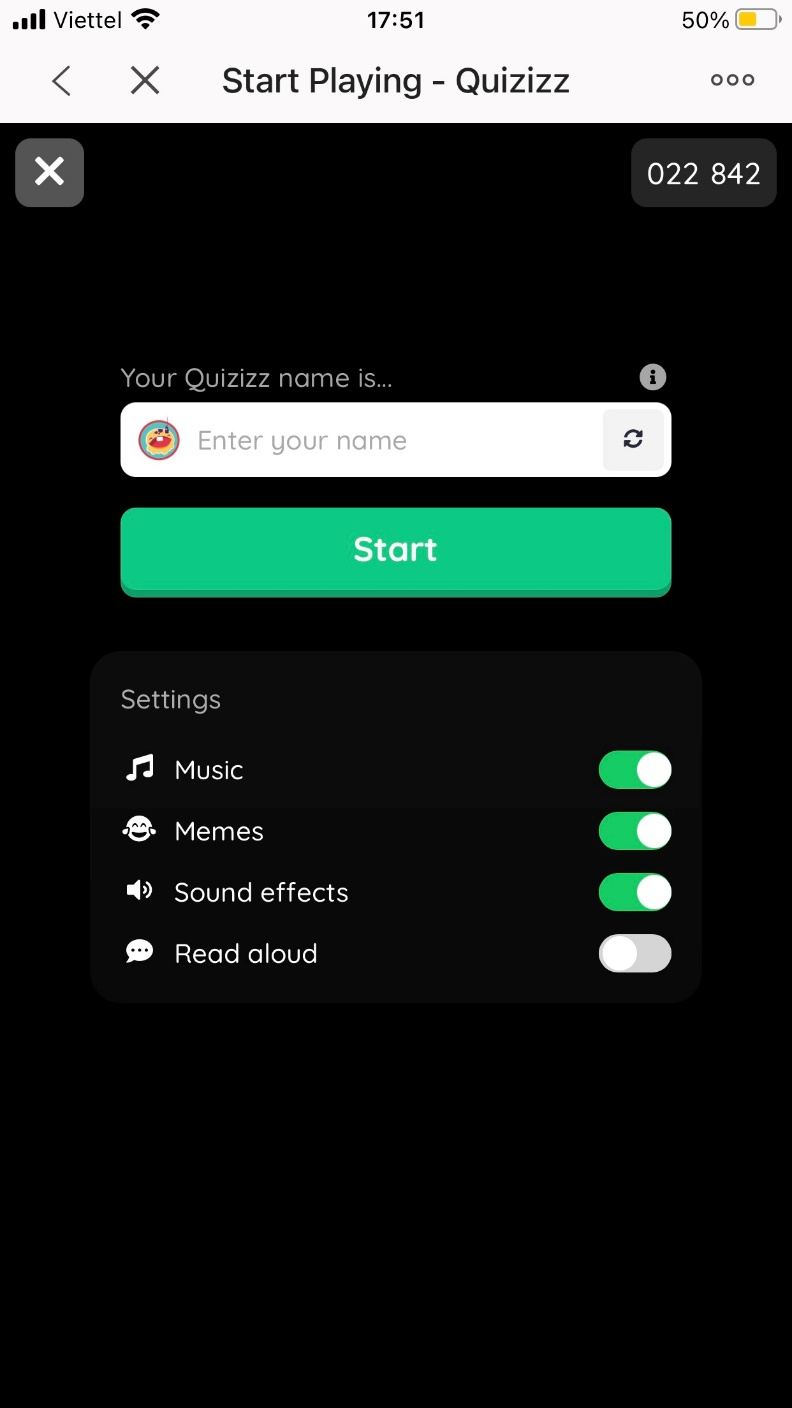 Viettel 17:51 50%
Start Playing - Quizizz
022 842
Your Quizizz name is...
Enter your name
Start
Settings
Music
Memes
Sound effects
Read aloud